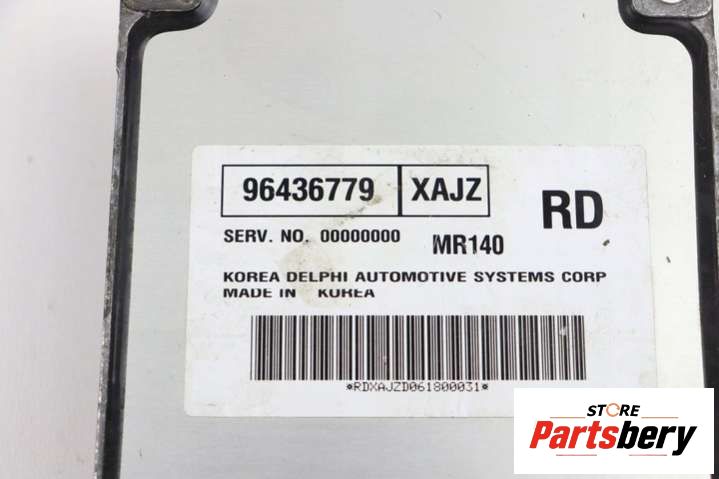 96436779 XAJZ RD
SERV. NO. 00000000 MR140
KOREA DELPHI AUTOMOTIVE SYSTEMS CORP
MADE IN KOREA
*RDXAJZD061800031*
STORE
Partsbery